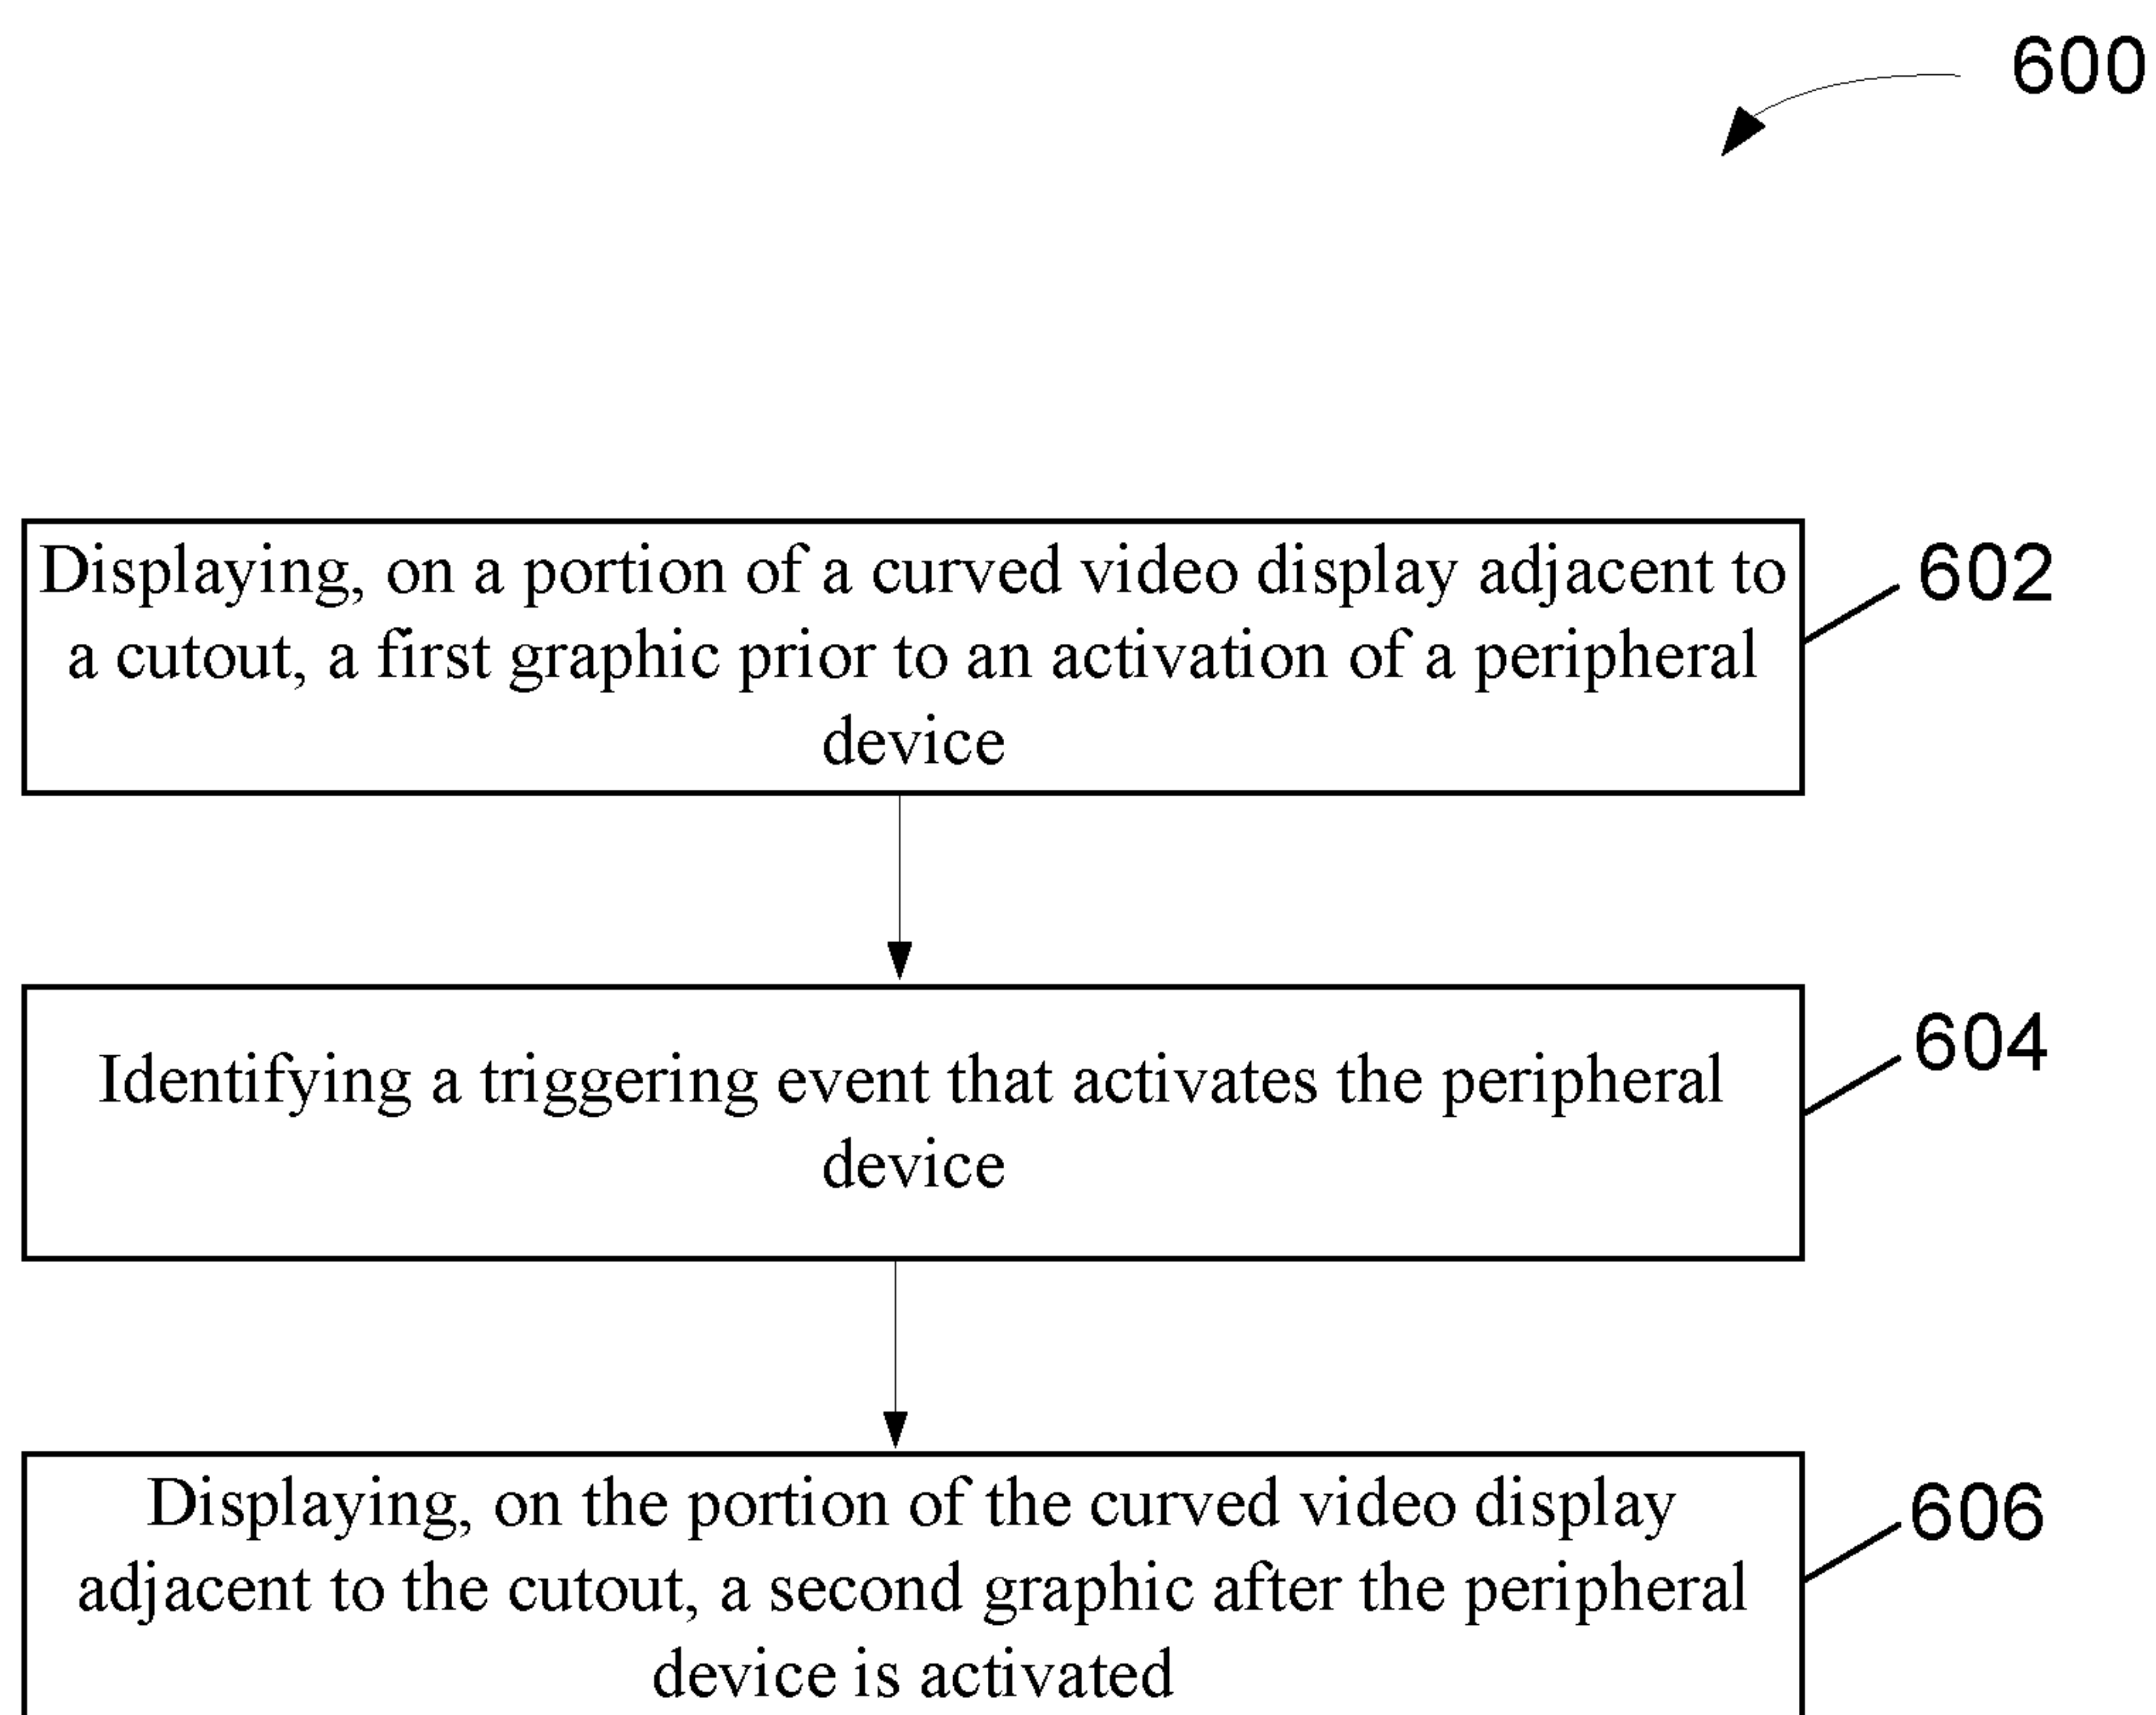 600
Displaying, on a portion of a curved video display adjacent to
a cutout, a first graphic prior to an activation of a peripheral
device
602
Identifying a triggering event that activates the peripheral
device
604
Displaying, on the portion of the curved video display
adjacent to the cutout, a second graphic after the peripheral
device is activated
606